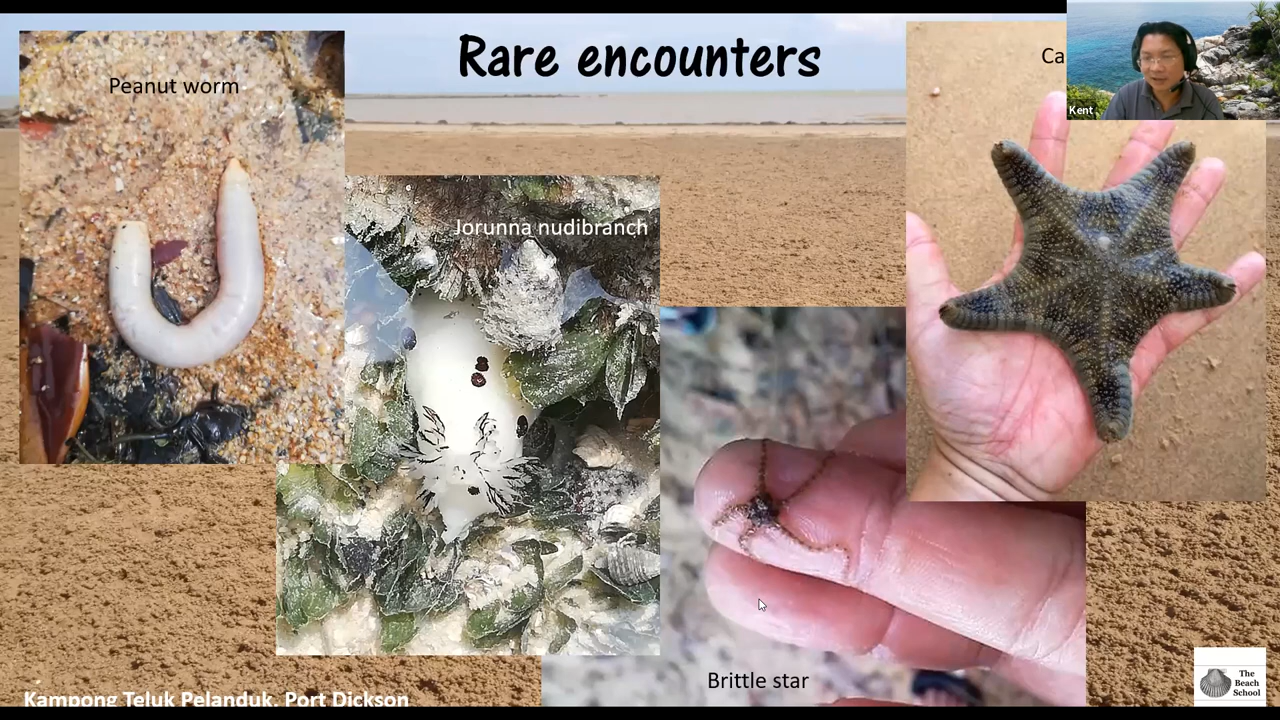 Rare encounters
Peanut worm
Ca
Kent
Jorunna nudibranch
Brittle star
Kampong Teluk Pelanduk, Port Dickson
The
Beach
School